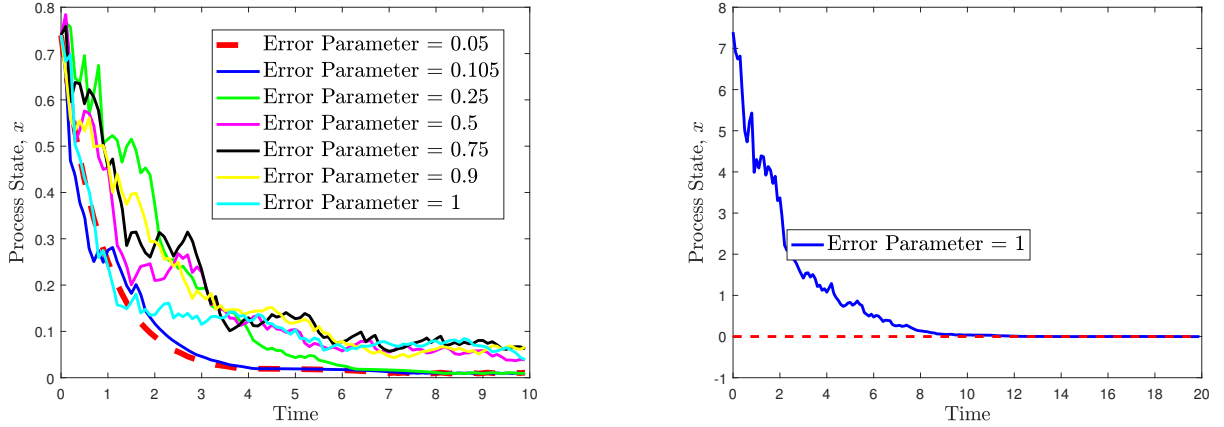 0.8
0.7
0.6
0.5
0.4
0.3
0.2
0.1
0
Process State, x
0 1 2 3 4 5 6 7 8 9 10
Time
Error Parameter = 0.05
Error Parameter = 0.105
Error Parameter = 0.25
Error Parameter = 0.5
Error Parameter = 0.75
Error Parameter = 0.9
Error Parameter = 1
8
7
6
5
4
3
2
1
0
-1
Process State, x
0 2 4 6 8 10 12 14 16 18 20
Time
Error Parameter = 1